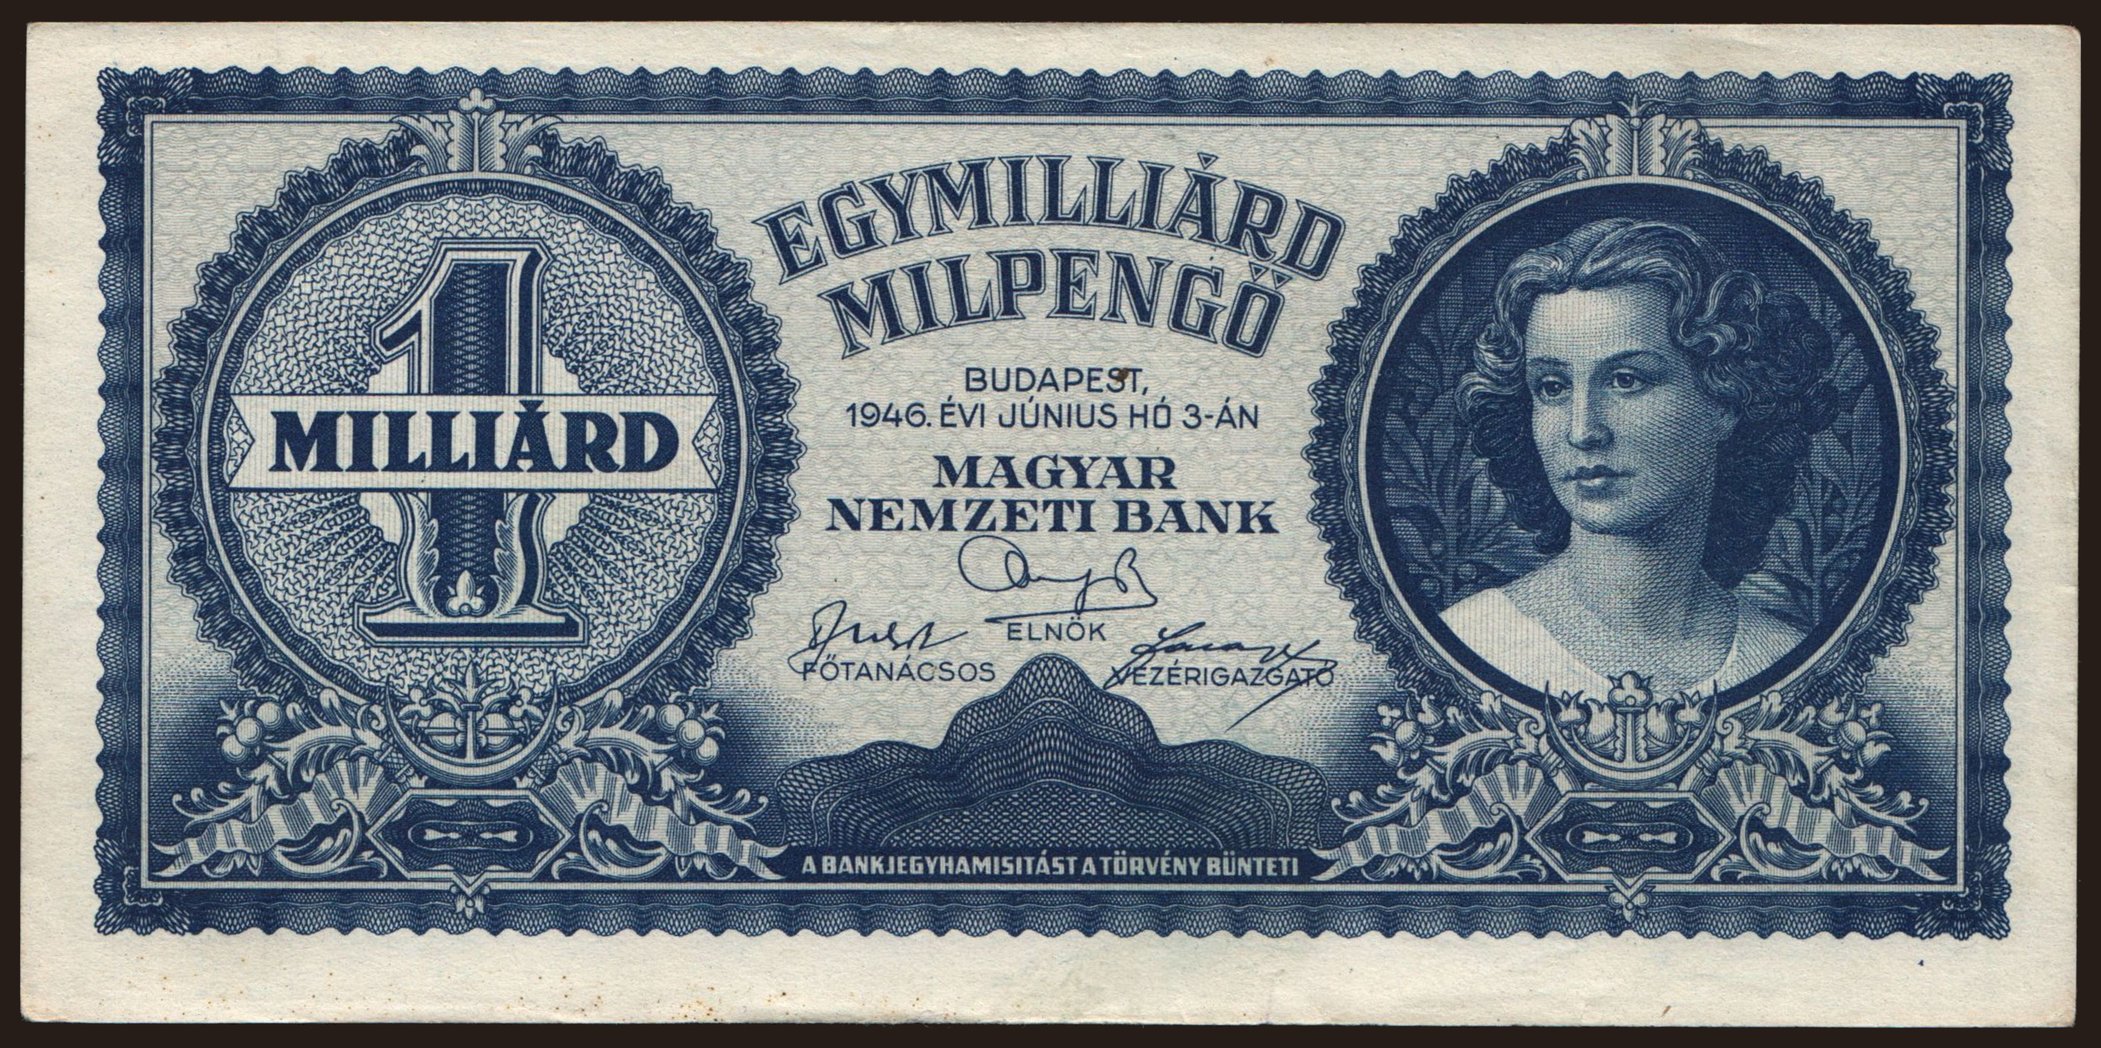 EGYMILLIÁRD
MILPENGŐ
1
MILLIÁRD
BUDAPEST,
1946. ÉVI JÚNIUS HÓ 3-ÁN
MAGYAR
NEMZETI BANK
ELNÖK
FŐTANÁCSOS
VEZÉRIGAZGATÓ
A BANKJEGYHAMISITÁST A TÖRVÉNY BÜNTETI